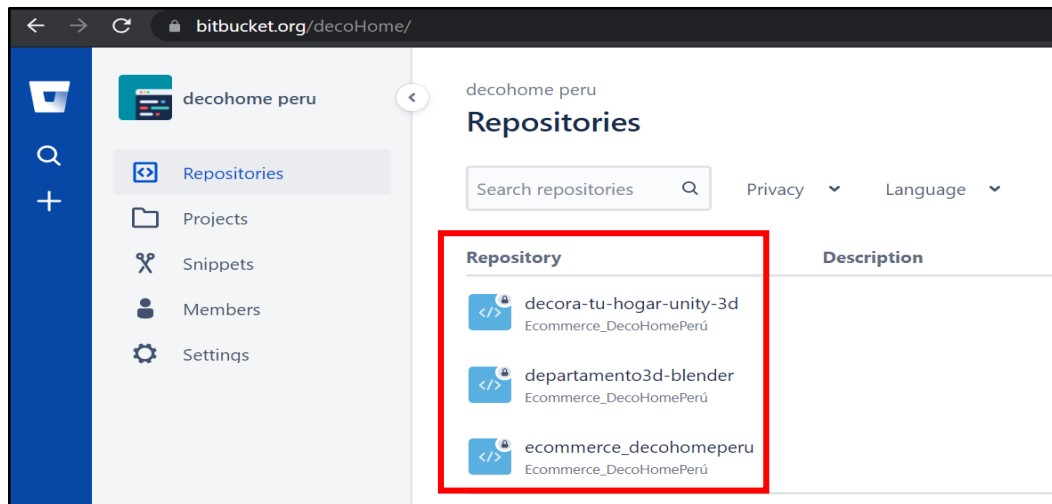 bitbucket.org/decoHome/
decohome peru
Repositories
Projects
Snippets
Members
Settings
decohome peru
Repositories
Search repositories
Privacy
Language
Repository Description
decora-tu-hogar-unity-3d
Ecommerce_DecoHomePerú
departamento3d-blender
Ecommerce_DecoHomePerú
ecommerce_decohomeperu
Ecommerce_DecoHomePerú